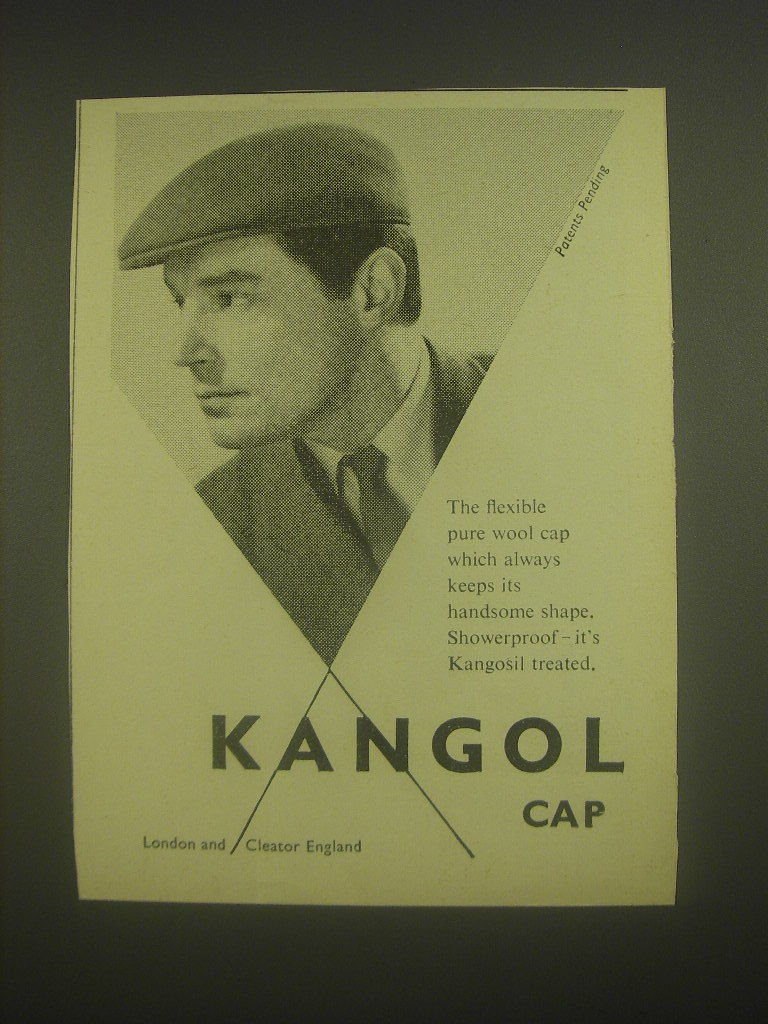 Patents Pending
The flexible
pure wool cap
which always
keeps its
handsome shape.
Showerproof – it's
Kangosil treated.
KANGOL
CAP
London and Cleator England